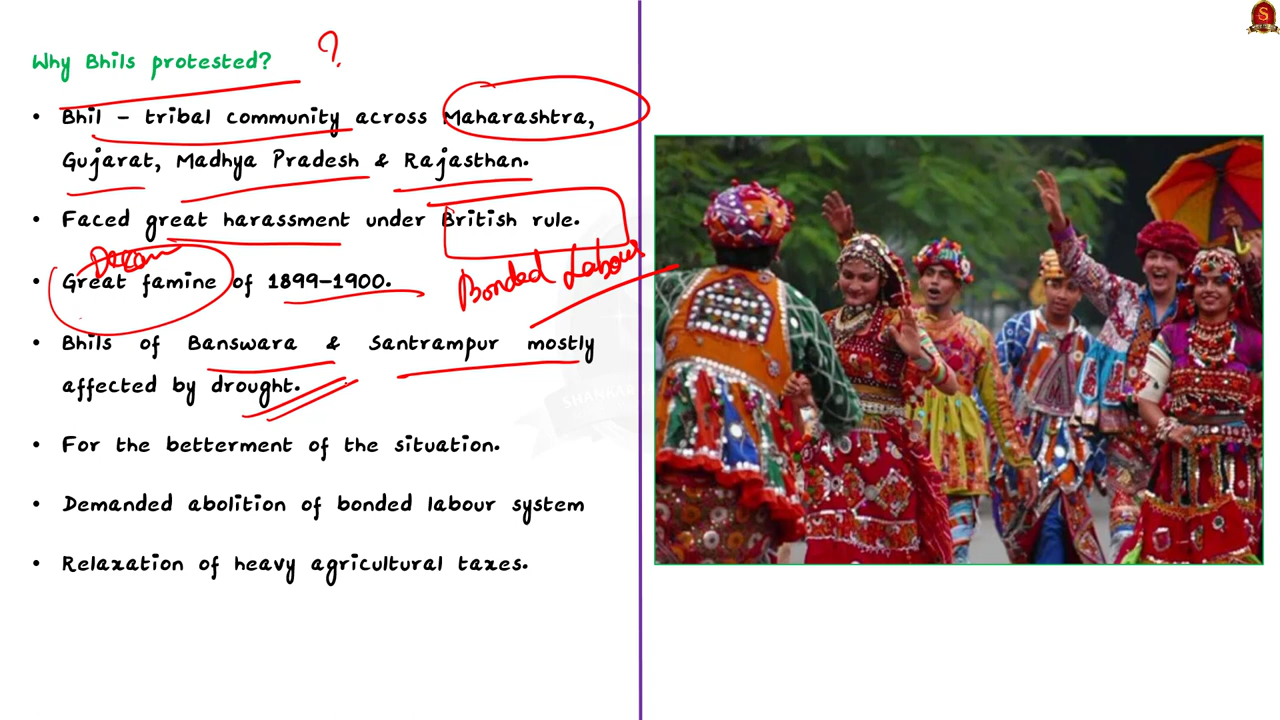 Why Bhils protested? ?
• Bhil – tribal community across Maharashtra,
Gujarat, Madhya Pradesh & Rajasthan.
• Faced great harassment under British rule.
• Great famine of 1899–1900.
Bonded Labour
• Bhils of Banswara & Santrampur mostly
affected by drought.
• For the betterment of the situation.
• Demanded abolition of bonded labour system
• Relaxation of heavy agricultural taxes.
S
SHANKAR